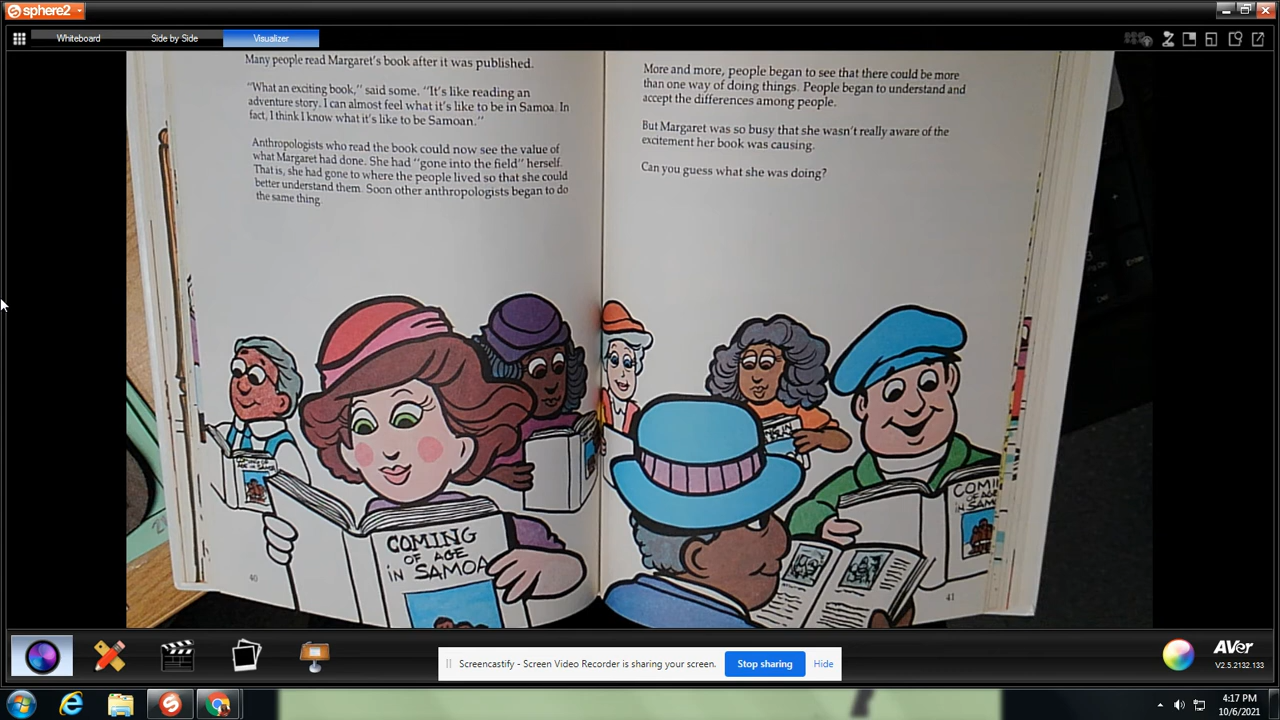 sphere2
Whiteboard
Side by Side
Visualizer
Many people read Margaret's book after it was published.
"What an exciting book," said some. "It's like reading an
adventure story. I can almost feel what it's like to be in Samoa. In
fact, I think I know what it's like to be Samoan."
Anthropologists who read the book could now see the value of
what Margaret had done. She had "gone into the field" herself.
That is, she had gone to where the people lived so that she could
better understand them. Soon other anthropologists began to do
the same thing.
COMING
OF AGE
IN SAMOA
40
More and more, people began to see that there could be more
than one way of doing things. People began to understand and
accept the differences among people.
But Margaret was so busy that she wasn't really aware of the
excitement her book was causing.
Can you guess what she was doing?
COMI
OF AG
IN SAM
41
Screencastify - Screen Video Recorder is sharing your screen.
Stop sharing
Hide
AVer
V2.5.2132.133
4:17 PM
10/6/2021